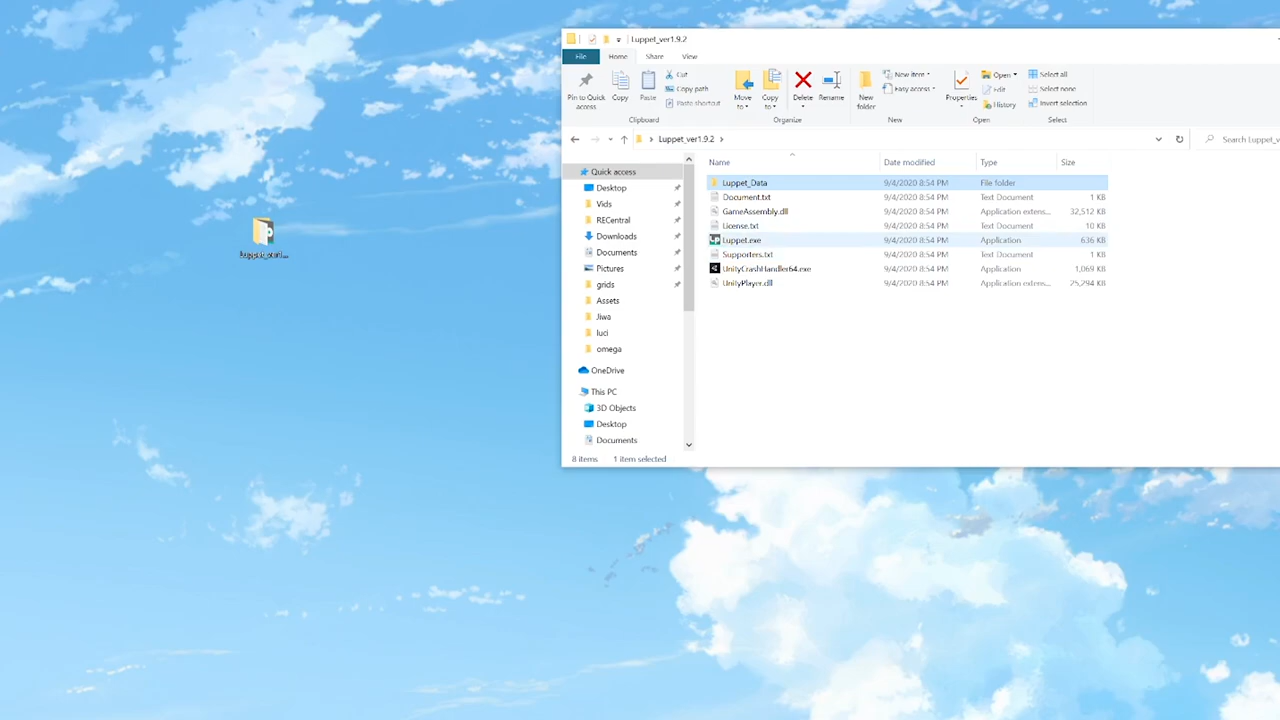 Luppet_ver1.9.2
File Home Share View
Pin to Quick access
Copy
Paste
Cut
Copy path
Paste shortcut
Clipboard
Move to
Copy to
Delete
Rename
Organize
New folder
New item
Easy access
New
Properties
Open
Edit
History
Open
Select all
Select none
Invert selection
Select
Luppet_ver1.9.2
Search Luppet_v
Quick access
Desktop
Vids
RECentral
Downloads
Documents
Pictures
grids
Assets
Jiwa
luci
omega
OneDrive
This PC
3D Objects
Desktop
Documents
Name Date modified Type Size
Luppet_Data 9/4/2020 8:54 PM File folder
Document.txt 9/4/2020 8:54 PM Text Document 1 KB
GameAssembly.dll 9/4/2020 8:54 PM Application extens... 32,512 KB
License.txt 9/4/2020 8:54 PM Text Document 10 KB
Luppet.exe 9/4/2020 8:54 PM Application 636 KB
Supporters.txt 9/4/2020 8:54 PM Text Document 1 KB
UnityCrashHandler64.exe 9/4/2020 8:54 PM Application 1,069 KB
UnityPlayer.dll 9/4/2020 8:54 PM Application extens... 25,294 KB
8 items 1 item selected